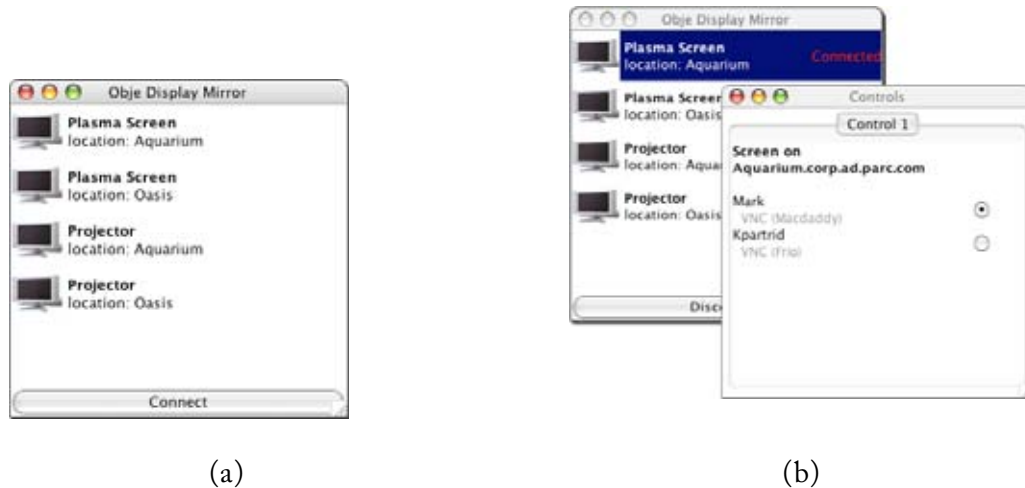 Obje Display Mirror
Plasma Screen
location: Aquarium
Plasma Screen
location: Oasis
Projector
location: Aquarium
Projector
location: Oasis
Connect
(a)
Obje Display Mirror
Plasma Screen
location: Aquarium
Connected
Plasma Screer
location: Oasis
Projector
location: Aqua
Projector
location: Oasis
Disc
Controls
Control 1
Screen on
Aquarium.corp.ad.parc.com
Mark
VNC (Macdaddy)
Kpartrid
VNC (Frio)
(b)